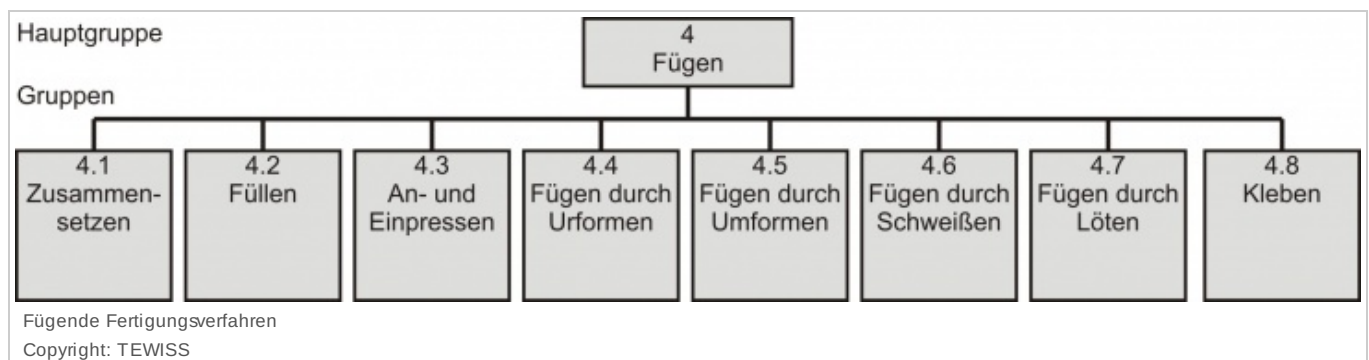 Hauptgruppe
4
Fügen
Gruppen
4.1
Zusammen-
setzen
4.2
Füllen
4.3
An- und
Einpressen
4.4
Fügen durch
Urformen
4.5
Fügen durch
Umformen
4.6
Fügen durch
Schweißen
4.7
Fügen durch
Löten
4.8
Kleben
Fügende Fertigungsverfahren
Copyright: TEWISS